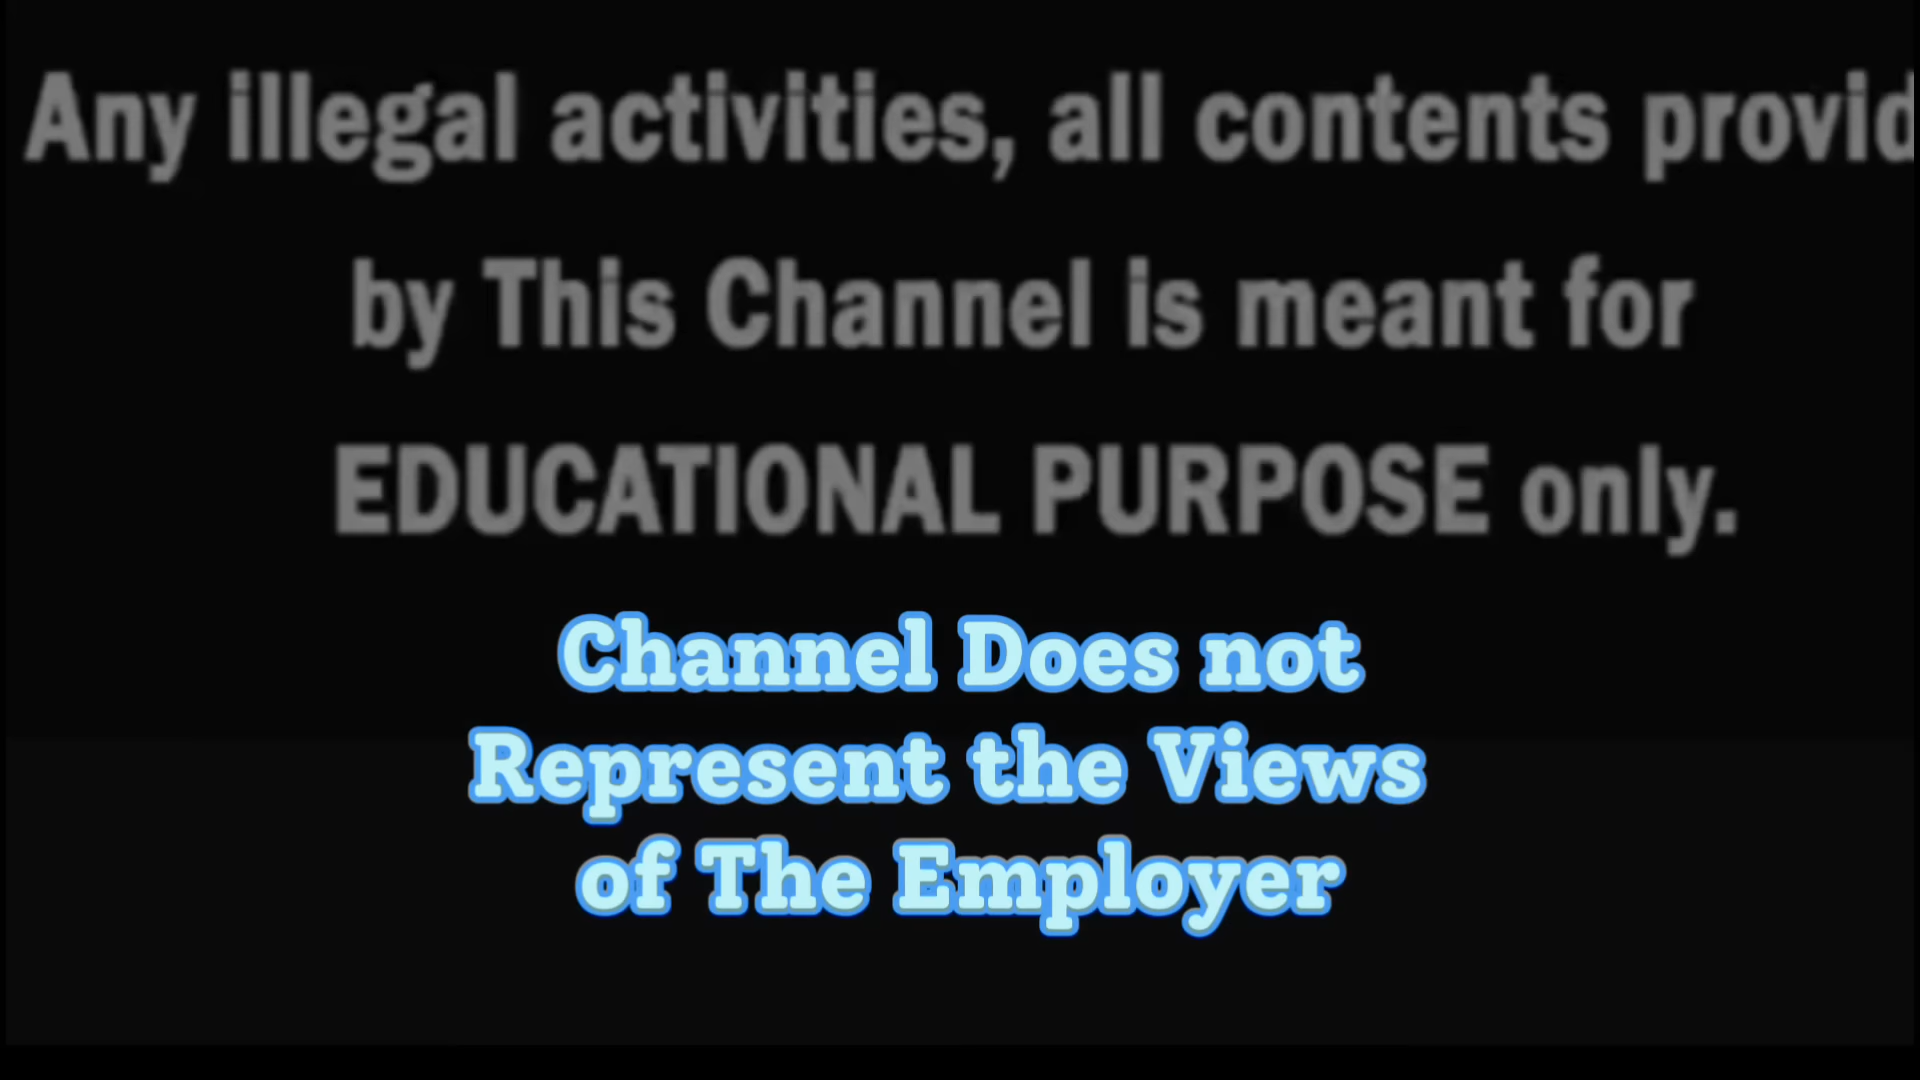 Any illegal activities, all contents provid
by This Channel is meant for
EDUCATIONAL PURPOSE only.
Channel Does not
Represent the Views
of The Employer